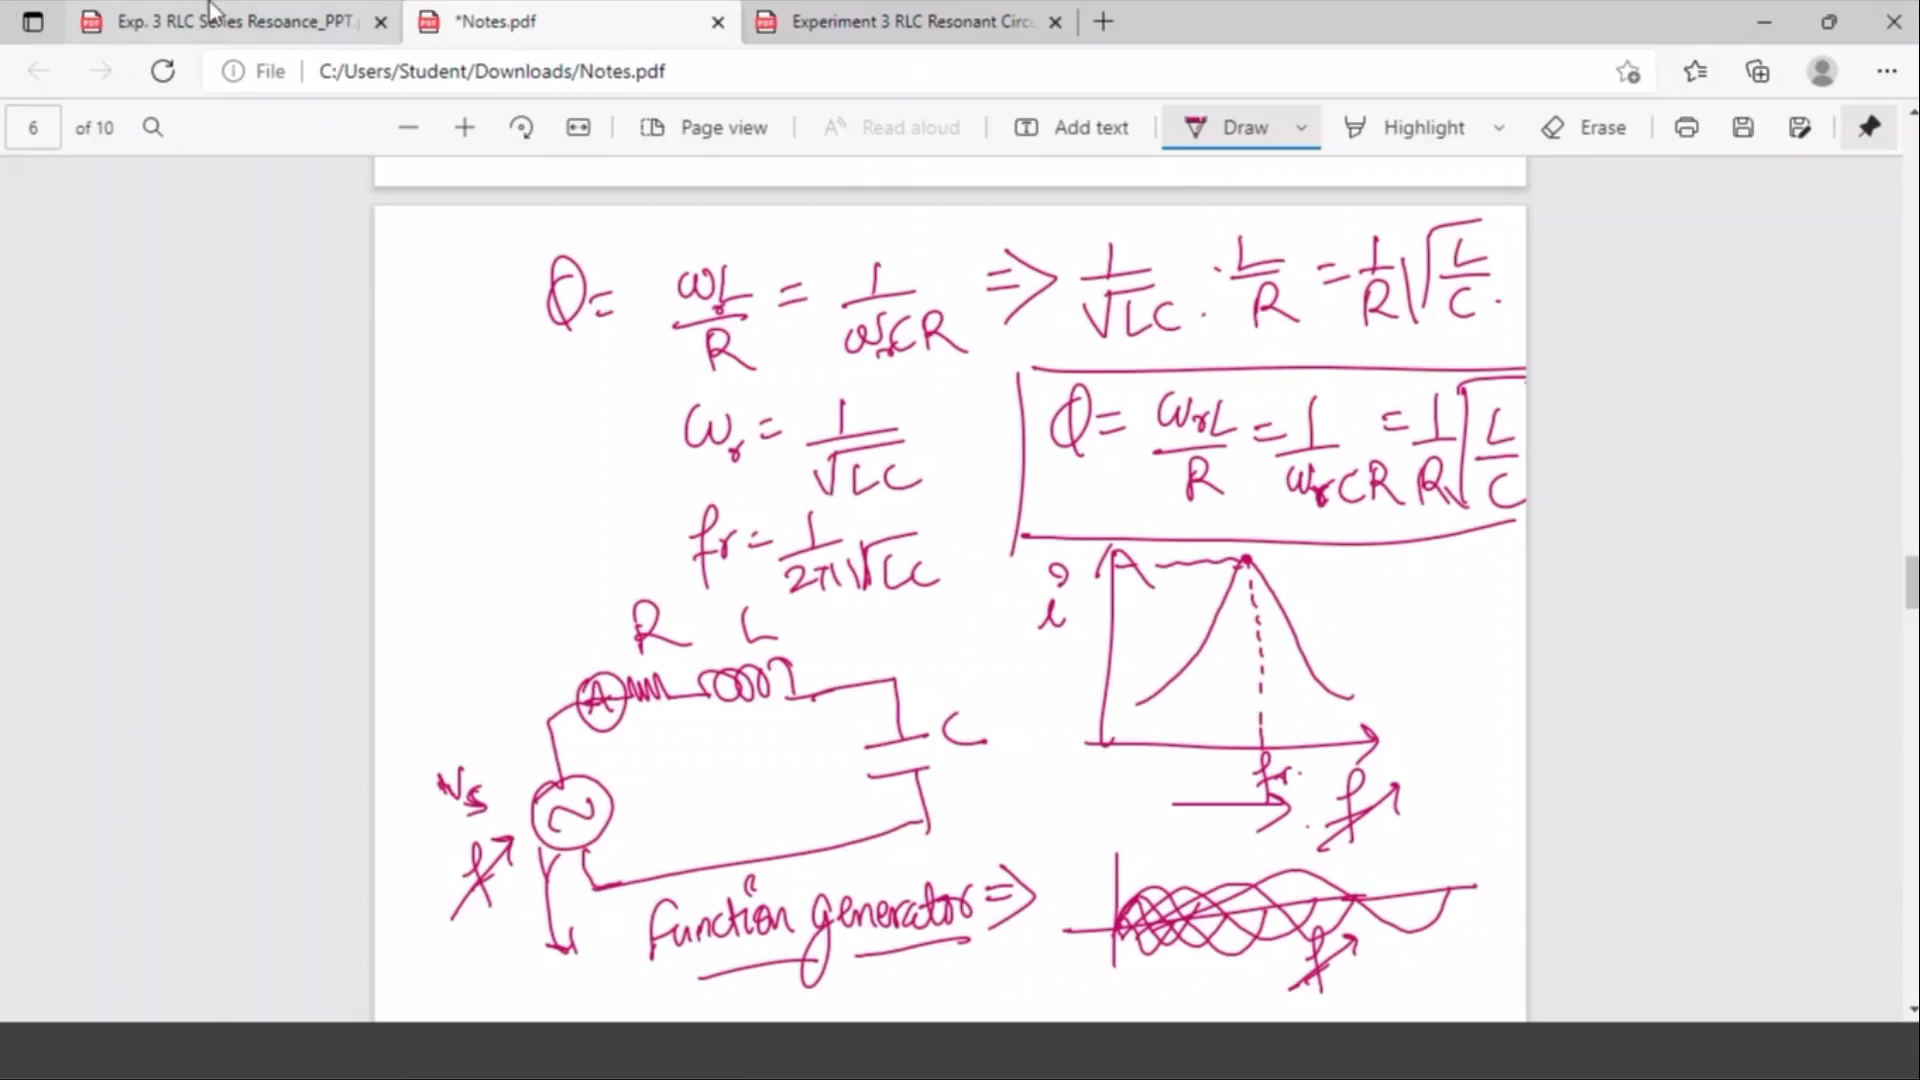 Exp. 3 RLC Series Resoance_PPT.p
*Notes.pdf
Experiment 3 RLC Resonant Circu
File C:/Users/Student/Downloads/Notes.pdf
6 of 10
Page view
Read aloud
Add text
Draw
Highlight
Erase
Q = ωrL/R = 1/ωrCR ⇒ 1/√LC · L/R = 1/R √L/C
ωr = 1/√LC
Q = ωrL/R = 1/ωrCR = 1/R √L/C
fr = 1/2π√LC
i
R L
A
C
Vs
f
fr
f
Function generator ⇒
f